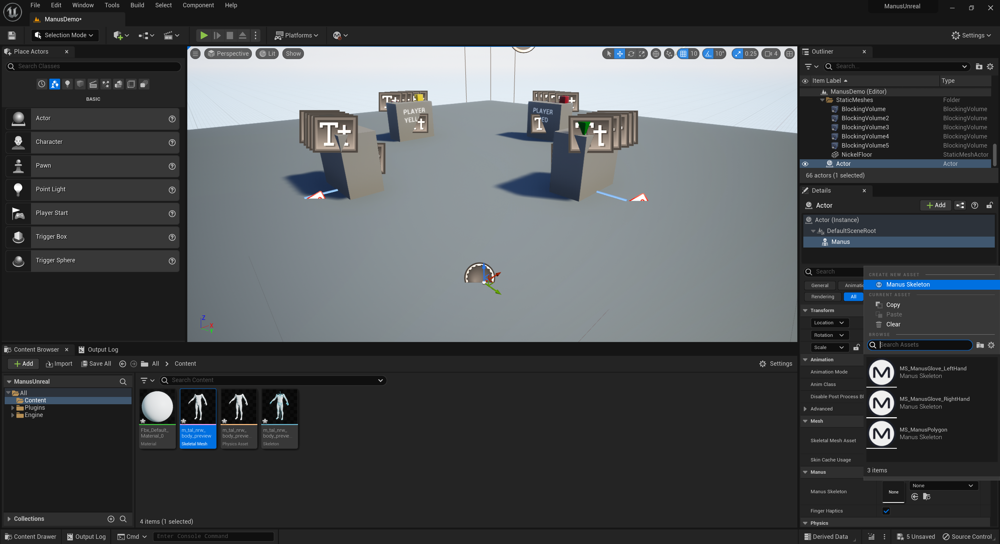 File Edit Window Tools Build Select Component Help
ManusUnreal
ManusDemo*
Selection Mode
Platforms
Settings
Place Actors
Search Classes
BASIC
Actor
Character
Pawn
Point Light
Player Start
Trigger Box
Trigger Sphere
Perspective Lit Show
10 10° 0.25 4
PLAYER
PLAYER
Tt
Z
X
Y
Outliner
Search...
Item Label Type
ManusDemo (Editor)
StaticMeshes Folder
BlockingVolume BlockingVolume
BlockingVolume2 BlockingVolume
BlockingVolume3 BlockingVolume
BlockingVolume4 BlockingVolume
BlockingVolume5 BlockingVolume
NickelFloor StaticMeshActor
Actor Actor
66 actors (1 selected)
Details
Actor
Add
Actor (Instance)
DefaultSceneRoot
Manus
Search
General Animatic
Rendering All
Transform
Location
Rotation
Scale
Animation
Animation Mode
Anim Class
Disable Post Process Bl
Advanced
Mesh
Skeletal Mesh Asset
Skin Cache Usage
Manus
Manus Skeleton None None
Finger Haptics
Physics
CREATE NEW ASSET
Manus Skeleton
CURRENT ASSET
Copy
Paste
Clear
BROWSE
Search Assets
MS_ManusGlove_LeftHand
Manus Skeleton
MS_ManusGlove_RightHand
Manus Skeleton
MS_ManusPolygon
Manus Skeleton
3 items
Content Browser Output Log
Add Import Save All All Content
Settings
ManusUnreal
All
Content
Plugins
Engine
Collections
Search Content
Fbx_Default_
Material_0
Material
m_tal_nrw_
body_preview
Skeletal Mesh
m_tal_nrw_
body_previe...
Physics Asset
m_tal_nrw_
body_previe...
Skeleton
4 items (1 selected)
Content Drawer Output Log Cmd Enter Console Command
Derived Data 5 Unsaved Source Control